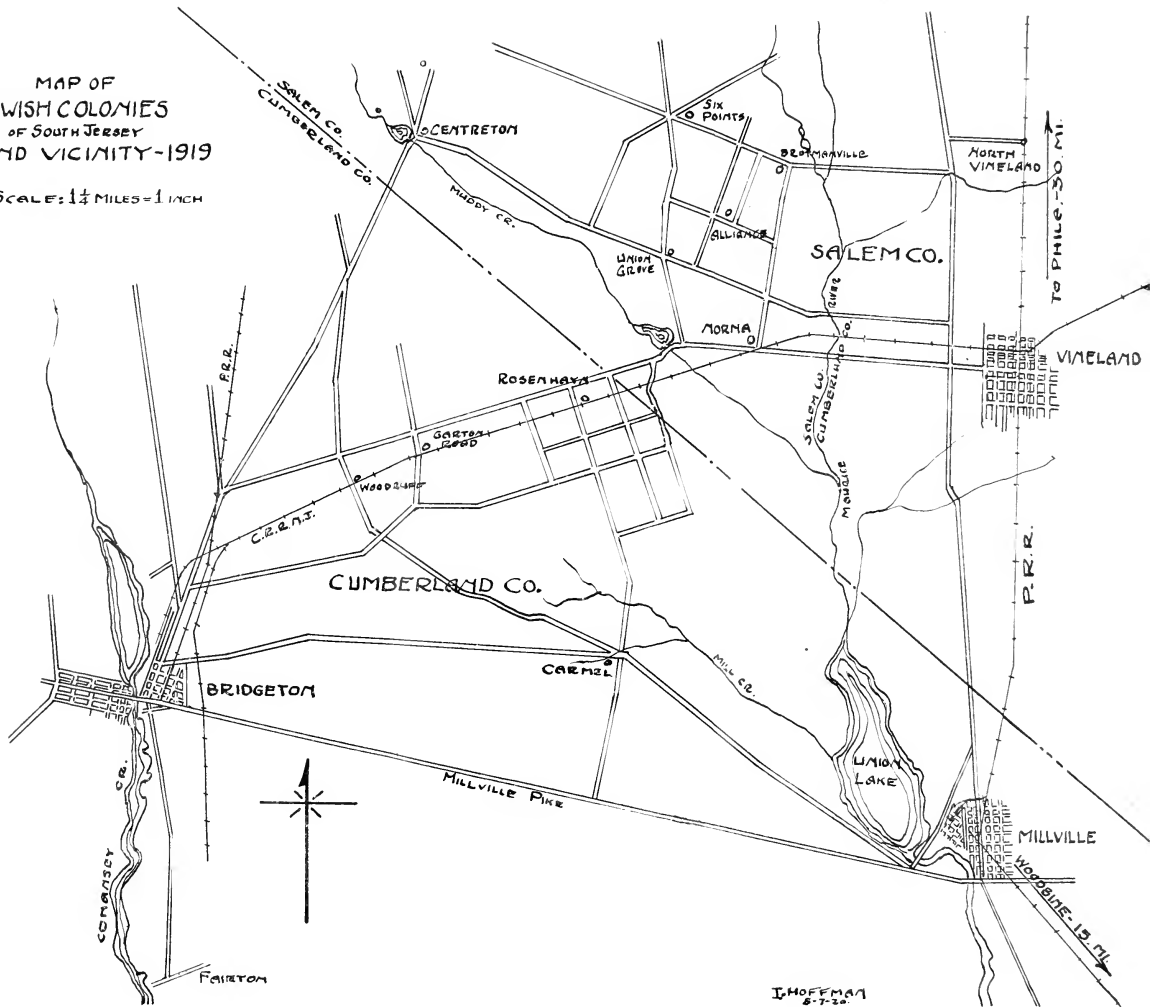 MAP OF
WISH COLONIES
OF SOUTH JERSEY
ND VICINITY-1919
SCALE: 1¼ MILES = 1 INCH
SALEM CO.
CUMBERLAND CO.
CENTRETON
SIX
POINTS
BROTMANVILLE
NORTH
VINELAND
TO PHILA.-30 MI.
MUDDY CR.
ALLIANCE
UNION
GROVE
SALEM CO.
RIVER
NORMA
VINELAND
P.R.R.
ROSENHAYN
SALEM CO.
CUMBERLAND CO.
GARTON
ROAD
WOODRUFF
MAURICE
C.R.R.N.J.
P.R.R.
CUMBERLAND CO.
CARMEL
MILL CR.
BRIDGETON
UNION
LAKE
MILLVILLE PIKE
CR.
COHANSEY
MILLVILLE
WOODBINE-15 MI.
FAIRTON
I. HOFFMAN
5-7-20.